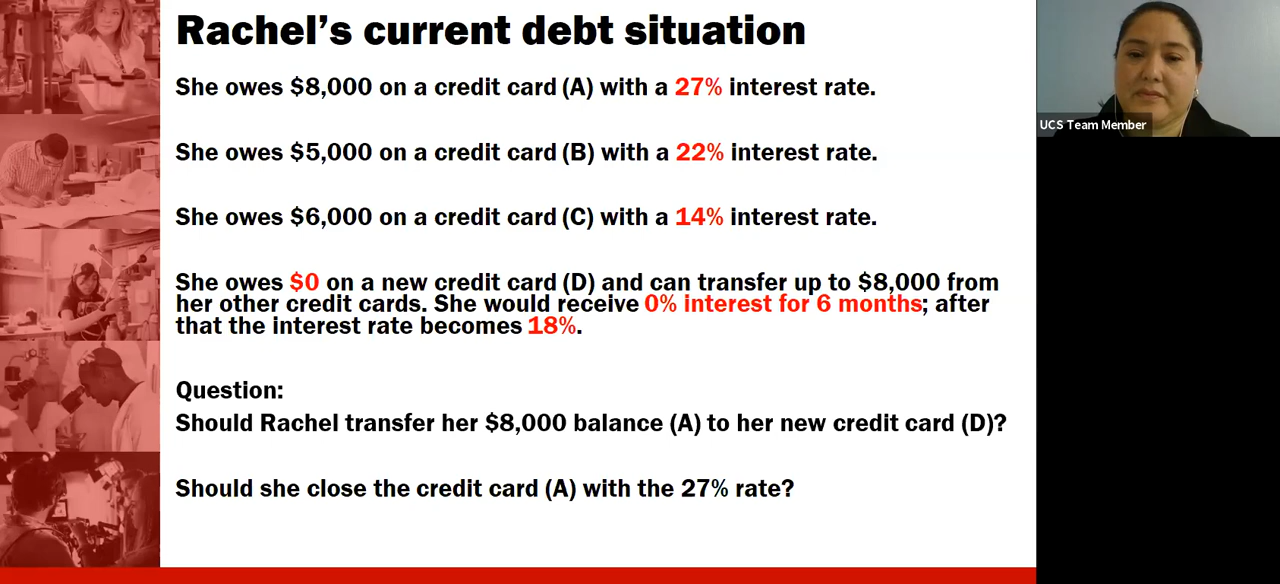 Rachel’s current debt situation
She owes $8,000 on a credit card (A) with a 27% interest rate.
She owes $5,000 on a credit card (B) with a 22% interest rate.
She owes $6,000 on a credit card (C) with a 14% interest rate.
She owes $0 on a new credit card (D) and can transfer up to $8,000 from
her other credit cards. She would receive 0% interest for 6 months; after
that the interest rate becomes 18%.
Question:
Should Rachel transfer her $8,000 balance (A) to her new credit card (D)?
Should she close the credit card (A) with the 27% rate?
UCS Team Member